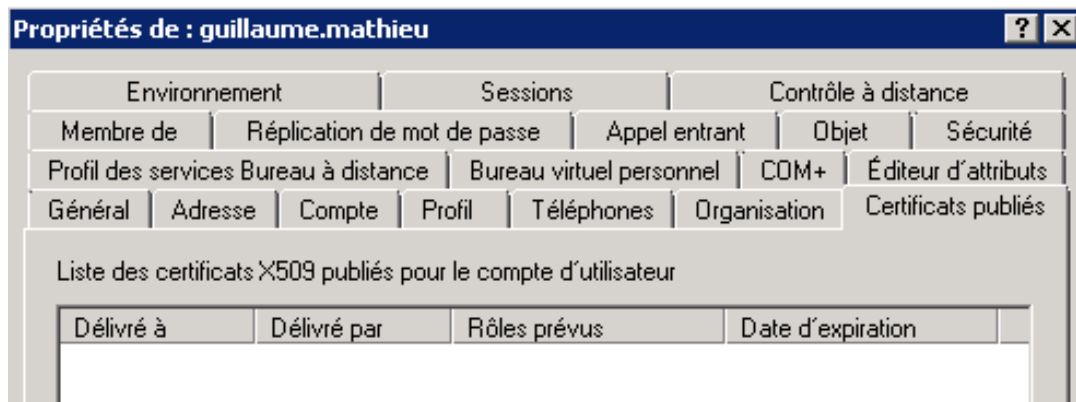 Propriétés de : guillaume.mathieu
Environnement Sessions Contrôle à distance
Membre de Réplication de mot de passe Appel entrant Objet Sécurité
Profil des services Bureau à distance Bureau virtuel personnel COM+ Éditeur d'attributs
Général Adresse Compte Profil Téléphones Organisation Certificats publiés
Liste des certificats X509 publiés pour le compte d'utilisateur
Délivré à Délivré par Rôles prévus Date d'expiration